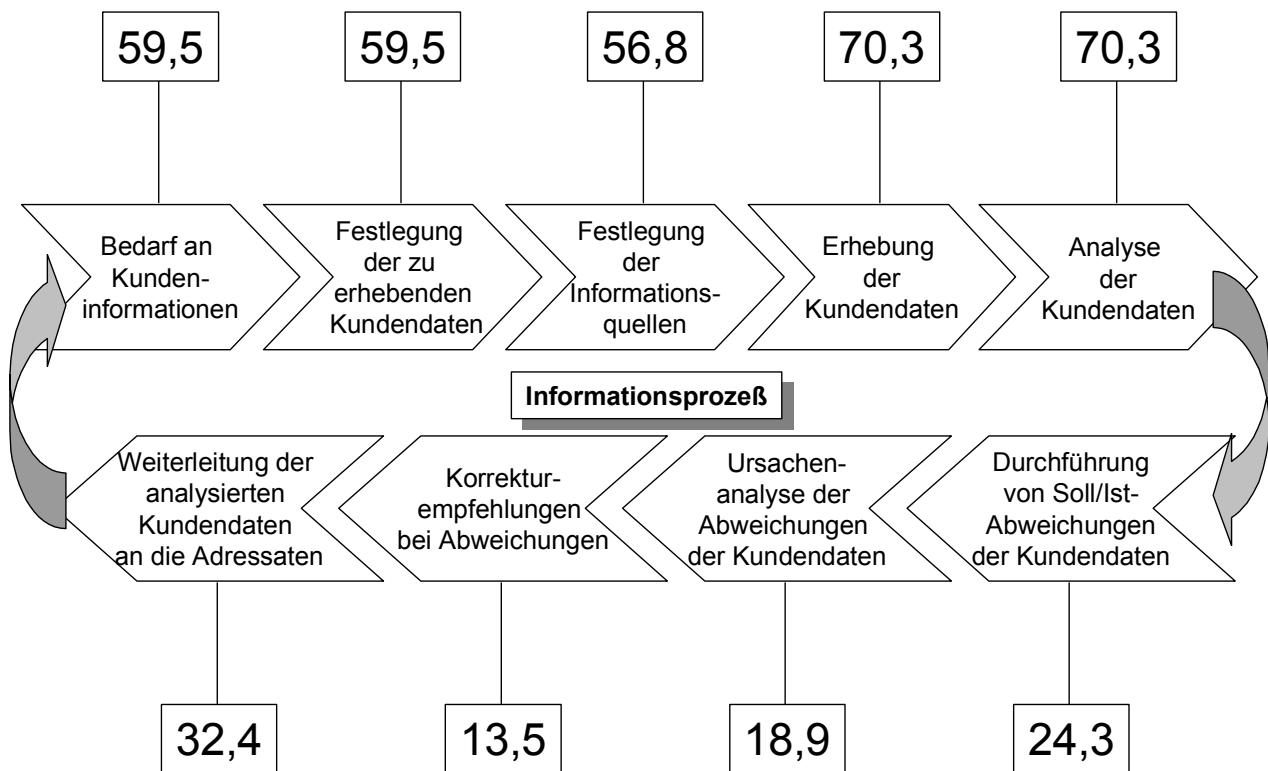 59,5
59,5
56,8
70,3
70,3
Bedarf an
Kunden-
informationen
Festlegung
der zu
erhebenden
Kundendaten
Festlegung
der
Informations-
quellen
Erhebung
der
Kundendaten
Analyse
der
Kundendaten
Informationsprozeß
Weiterleitung der
analysierten
Kundendaten
an die Adressaten
Korrektur-
empfehlungen
bei Abweichungen
Ursachen-
analyse der
Abweichungen
der Kundendaten
Durchführung
von Soll/Ist-
Abweichungen
der Kundendaten
32,4
13,5
18,9
24,3